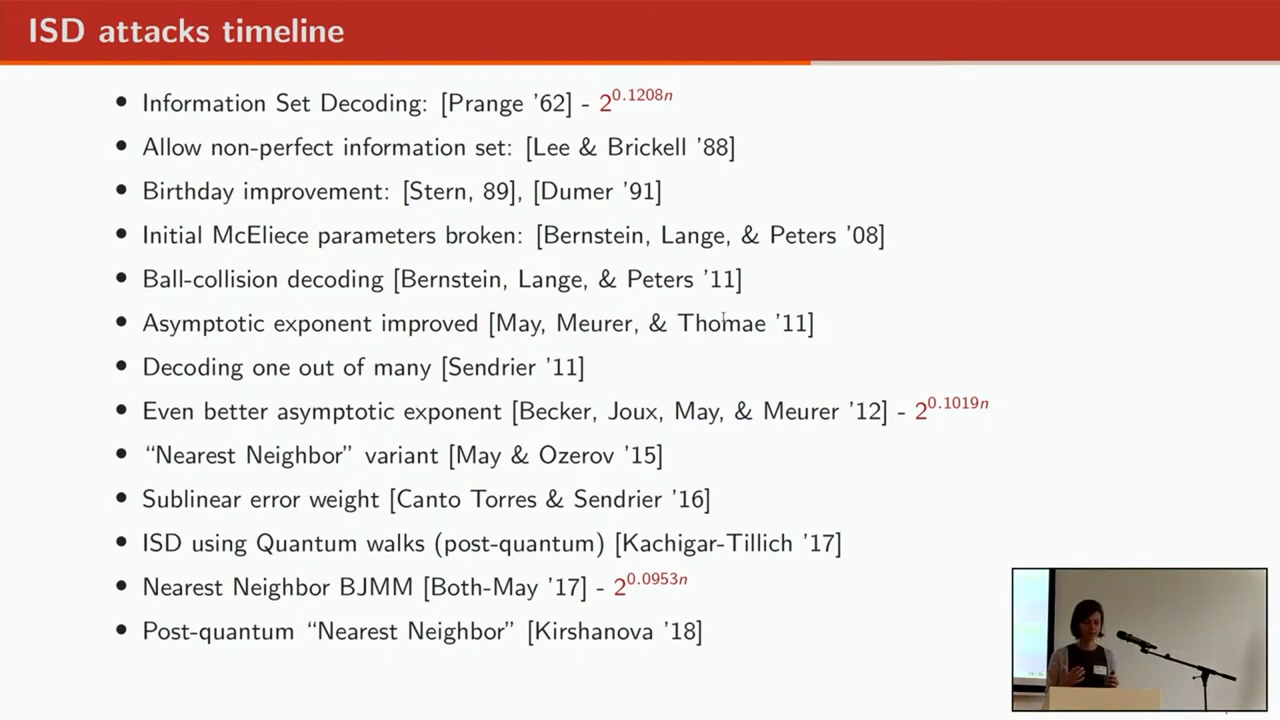 ISD attacks timeline
• Information Set Decoding: [Prange '62] - 2^0.1208n
• Allow non-perfect information set: [Lee & Brickell '88]
• Birthday improvement: [Stern, 89], [Dumer '91]
• Initial McEliece parameters broken: [Bernstein, Lange, & Peters '08]
• Ball-collision decoding [Bernstein, Lange, & Peters '11]
• Asymptotic exponent improved [May, Meurer, & Thomae '11]
• Decoding one out of many [Sendrier '11]
• Even better asymptotic exponent [Becker, Joux, May, & Meurer '12] - 2^0.1019n
• “Nearest Neighbor” variant [May & Ozerov '15]
• Sublinear error weight [Canto Torres & Sendrier '16]
• ISD using Quantum walks (post-quantum) [Kachigar-Tillich '17]
• Nearest Neighbor BJMM [Both-May '17] - 2^0.0953n
• Post-quantum “Nearest Neighbor” [Kirshanova '18]